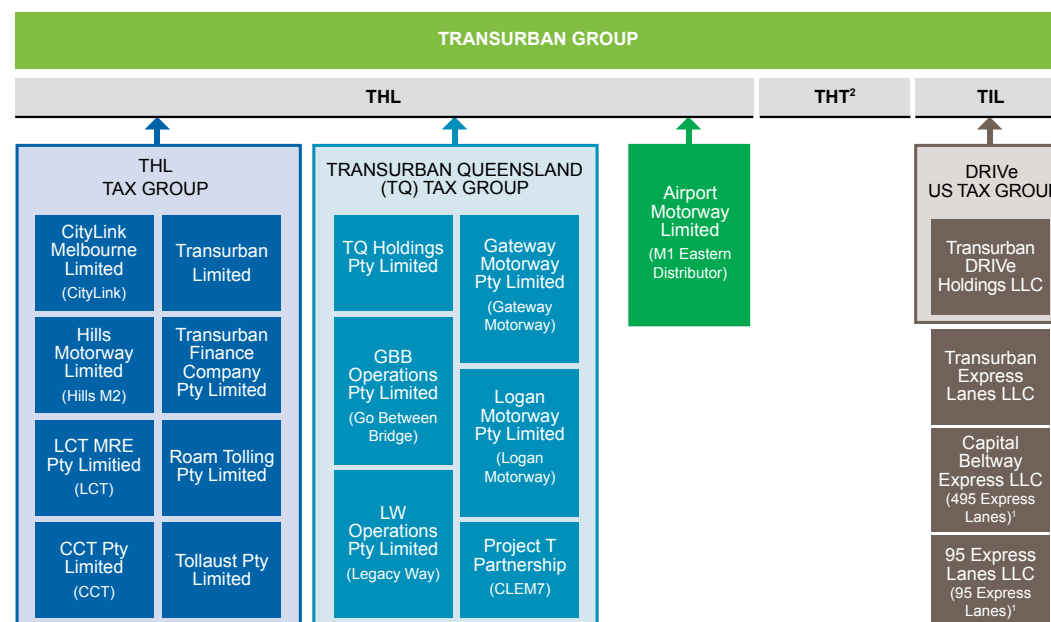 TRANSURBAN GROUP
THL
THT²
TIL
THL
TAX GROUP
CityLink
Melbourne
Limited
(CityLink)
Transurban
Limited
Hills
Motorway
Limited
(Hills M2)
Transurban
Finance
Company
Pty Limited
LCT MRE
Pty Limitied
(LCT)
Roam Tolling
Pty Limited
CCT Pty
Limited
(CCT)
Tollaust Pty
Limited
TRANSURBAN QUEENSLAND
(TQ) TAX GROUP
TQ Holdings
Pty Limited
GBB
Operations
Pty Limited
(Go Between
Bridge)
LW
Operations
Pty Limited
(Legacy Way)
Gateway
Motorway
Pty Limited
(Gateway
Motorway)
Logan
Motorway
Pty Limited
(Logan
Motorway)
Project T
Partnership
(CLEM7)
Airport
Motorway
Limited
(M1 Eastern
Distributor)
DRIVe
US TAX GROUP
Transurban
DRIVe
Holdings LLC
Transurban
Express
Lanes LLC
Capital
Beltway
Express LLC
(495 Express
Lanes)¹
95 Express
Lanes LLC
(95 Express
Lanes)¹